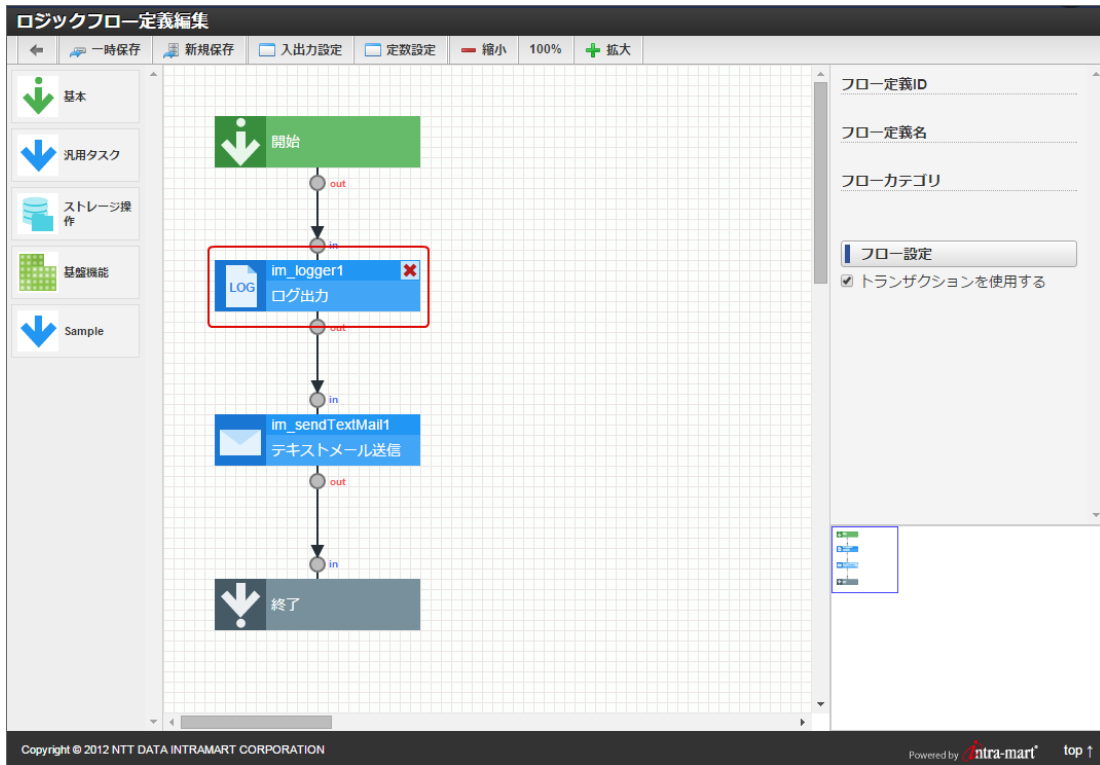 ロジックフロー定義編集
一時保存 新規保存 入出力設定 定数設定 縮小 100% 拡大
基本
汎用タスク
ストレージ操
作
基盤機能
Sample
開始
out
in
im_logger1
LOG
ログ出力
out
in
im_sendTextMail1
テキストメール送信
out
in
終了
フロー定義ID
フロー定義名
フローカテゴリ
フロー設定
トランザクションを使用する
Copyright © 2012 NTT DATA INTRAMART CORPORATION
Powered by intra-mart top ↑